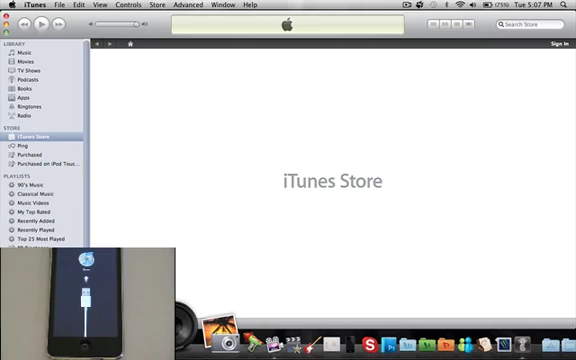 iTunes File Edit View Controls Store Advanced Window Help (75%) Tue 5:07 PM
Search Store
Sign In
LIBRARY
Music
Movies
TV Shows
Podcasts
Books
Apps
Ringtones
Radio
STORE
iTunes Store
Ping
Purchased
Purchased on iPod Touc...
PLAYLISTS
90's Music
Classical Music
Music Videos
My Top Rated
Recently Added
Recently Played
Top 25 Most Played
iTunes Store